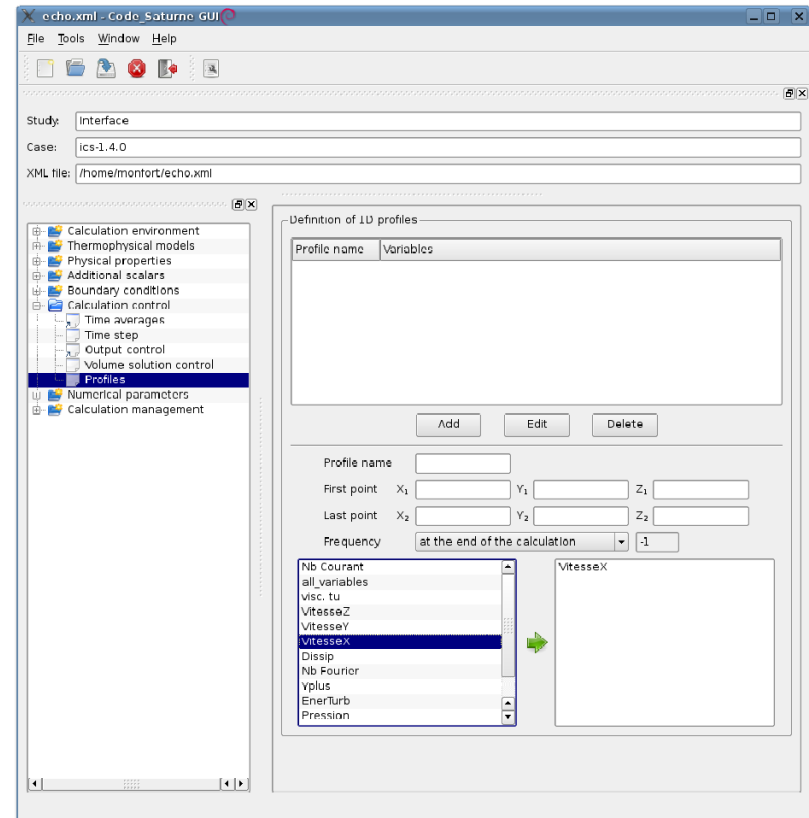 echo.xml - Code_Saturne GUI
File Tools Window Help
Study: Interface
Case: ics-1.4.0
XML file: /home/monfort/echo.xml
Calculation environment
Thermophysical models
Physical properties
Additional scalars
Boundary conditions
Calculation control
Time averages
Time step
Output control
Volume solution control
Profiles
Numerical parameters
Calculation management
Definition of 1D profiles
Profile name Variables
Add Edit Delete
Profile name
First point X₁ Y₁ Z₁
Last point X₂ Y₂ Z₂
Frequency at the end of the calculation -1
Nb Courant
all_variables
visc. tu
VitesseZ
VitesseY
VitesseX
Dissip
Nb Fourier
Yplus
EnerTurb
Pression
VitesseX